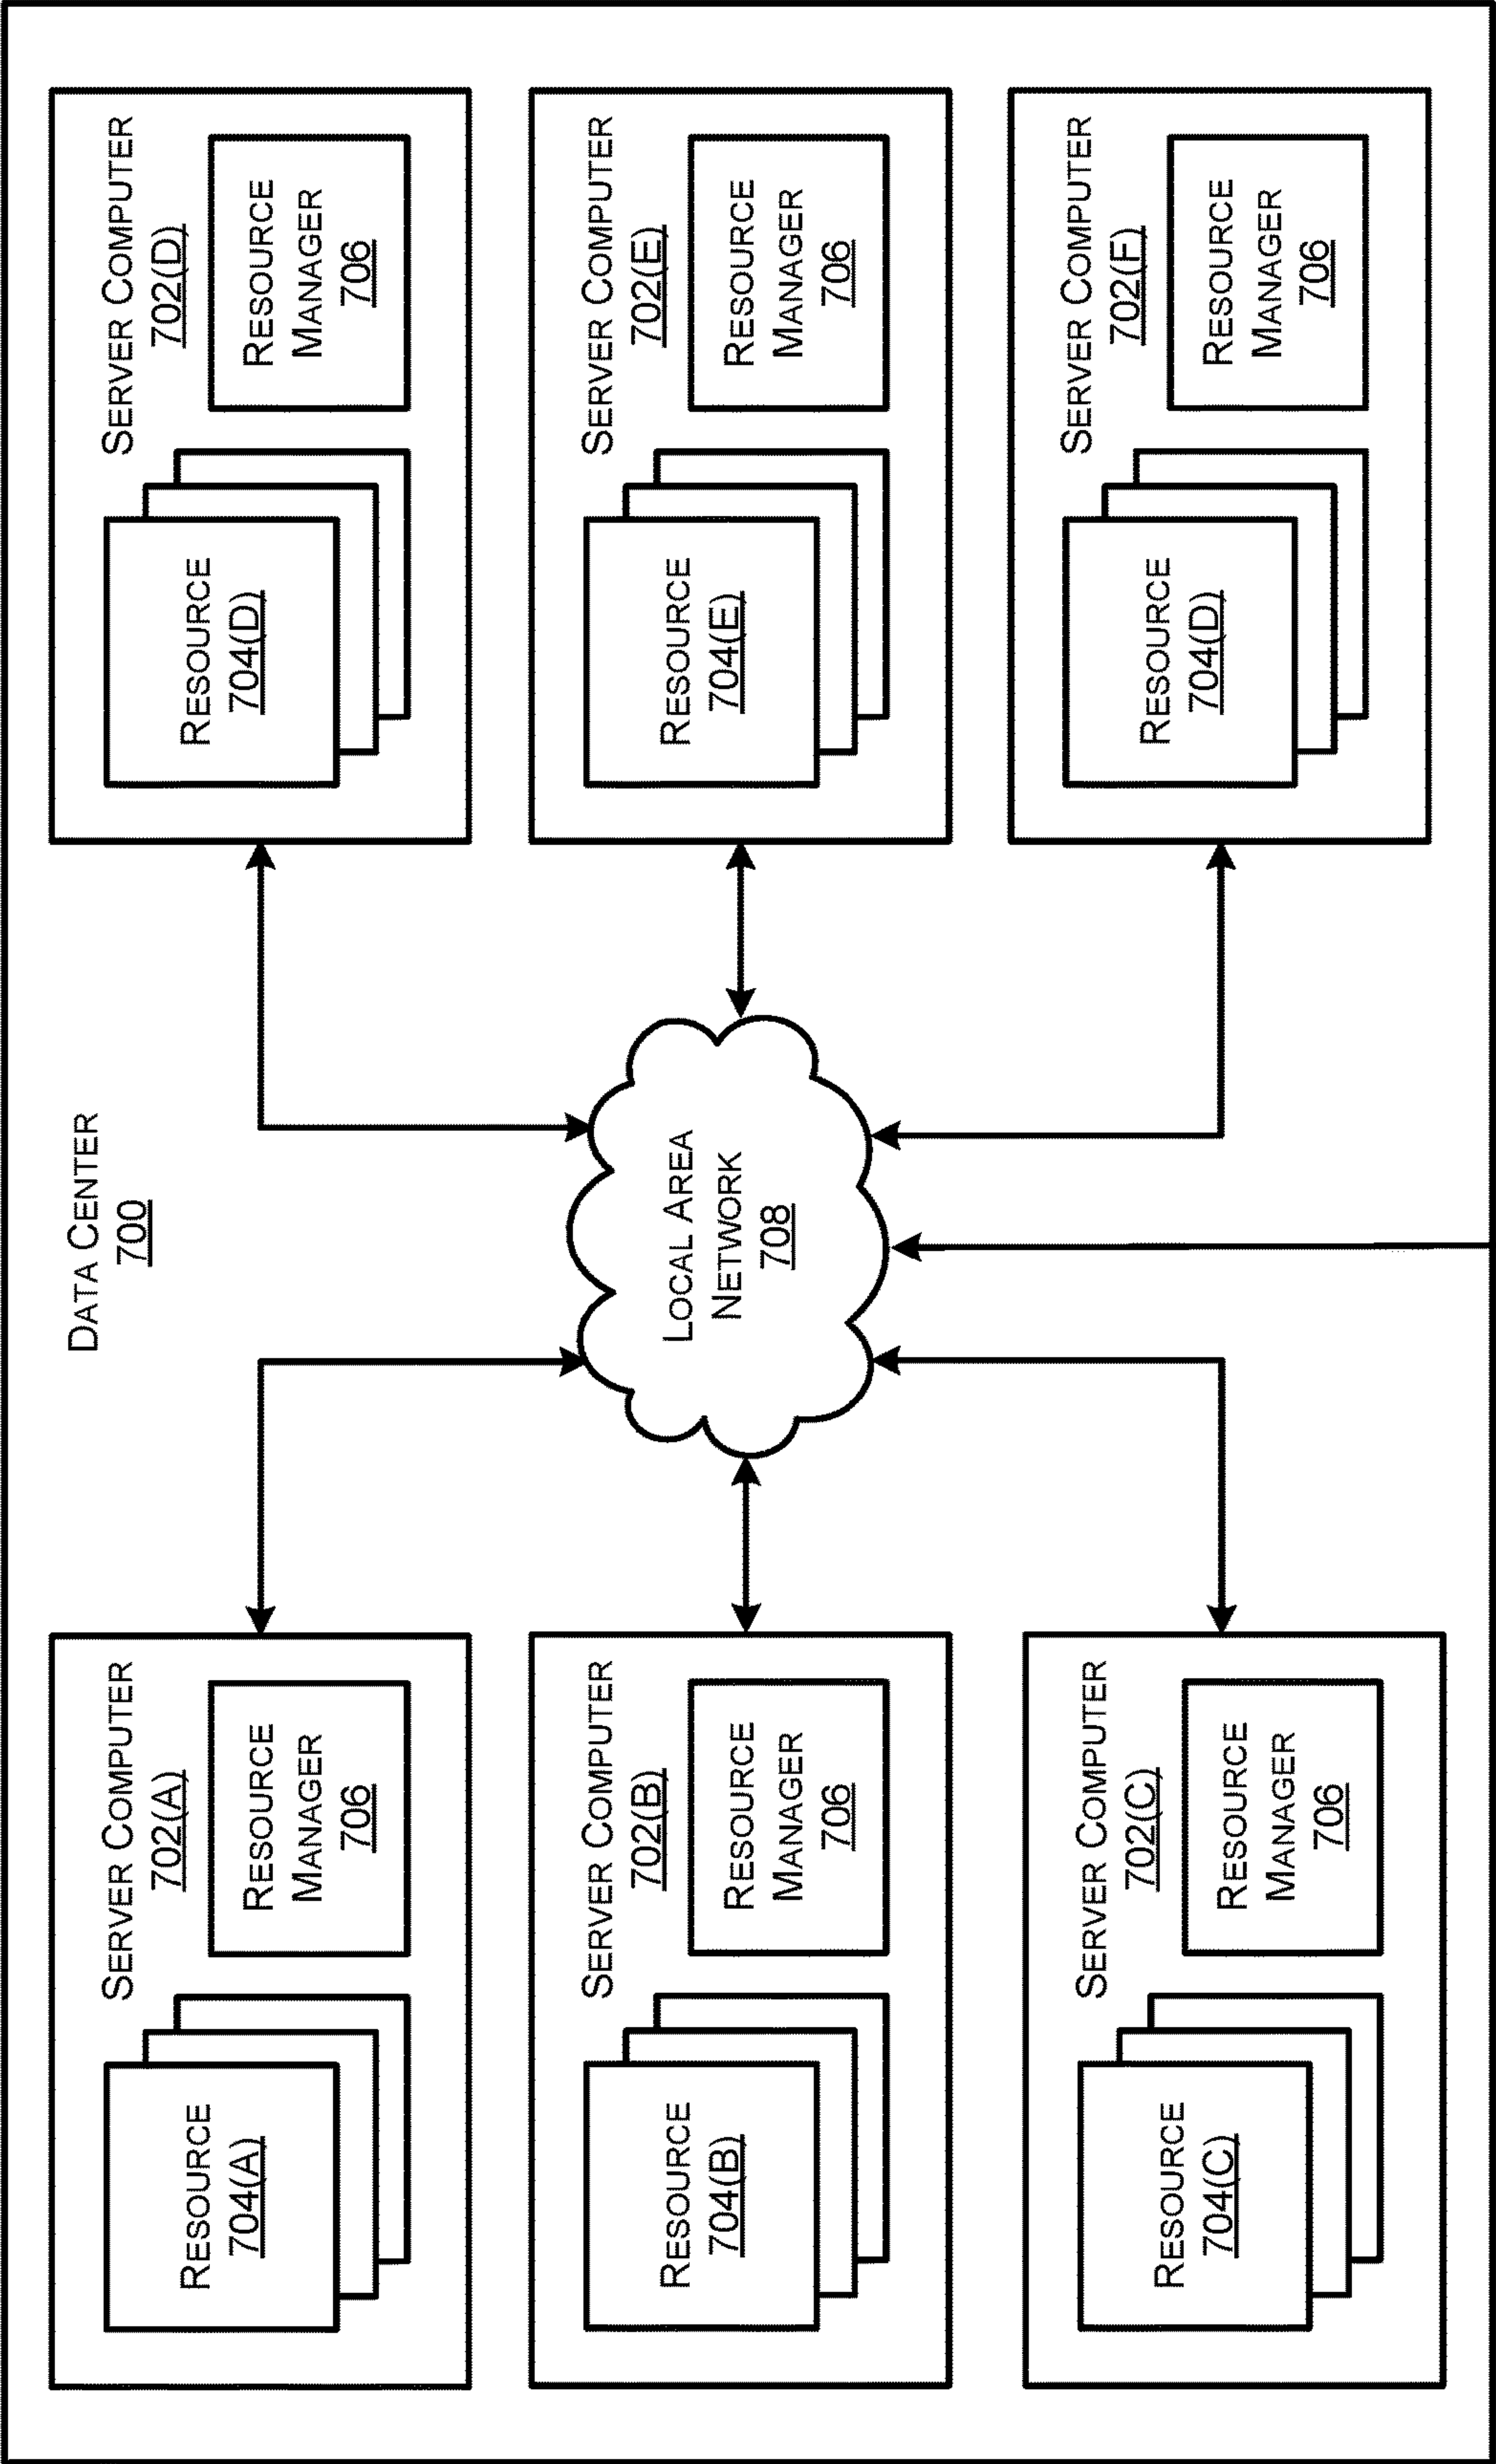 DATA CENTER
700
SERVER COMPUTER
702(A)
RESOURCE
704(A)
RESOURCE
MANAGER
706
SERVER COMPUTER
702(B)
RESOURCE
704(B)
RESOURCE
MANAGER
706
SERVER COMPUTER
702(C)
RESOURCE
704(C)
RESOURCE
MANAGER
706
LOCAL AREA
NETWORK
708
SERVER COMPUTER
702(D)
RESOURCE
704(D)
RESOURCE
MANAGER
706
SERVER COMPUTER
702(E)
RESOURCE
704(E)
RESOURCE
MANAGER
706
SERVER COMPUTER
702(F)
RESOURCE
704(D)
RESOURCE
MANAGER
706